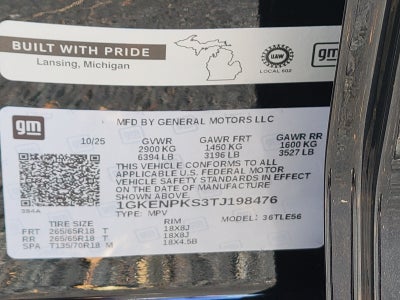 BUILT WITH PRIDE
Lansing, Michigan
UAW
LOCAL 602
gm
gm
MFD BY GENERAL MOTORS LLC
10/25 GVWR GAWR FRT GAWR RR
2900 KG 1450 KG 1600 KG
6394 LB 3196 LB 3527 LB
THIS VEHICLE CONFORMS TO ALL
APPLICABLE U.S. FEDERAL MOTOR
VEHICLE SAFETY STANDARDS IN EFFECT
ON THE DATE OF MANUFACTURE
SHOWN ABOVE.
1GKENPKS3TJ198476
TYPE: MPV MODEL: 36TLE56
384A
TIRE SIZE RIM
FRT 265/65R18 T 18X8J
RR 265/65R18 T 18X8J
SPA T135/70R18 M 18X4.5B